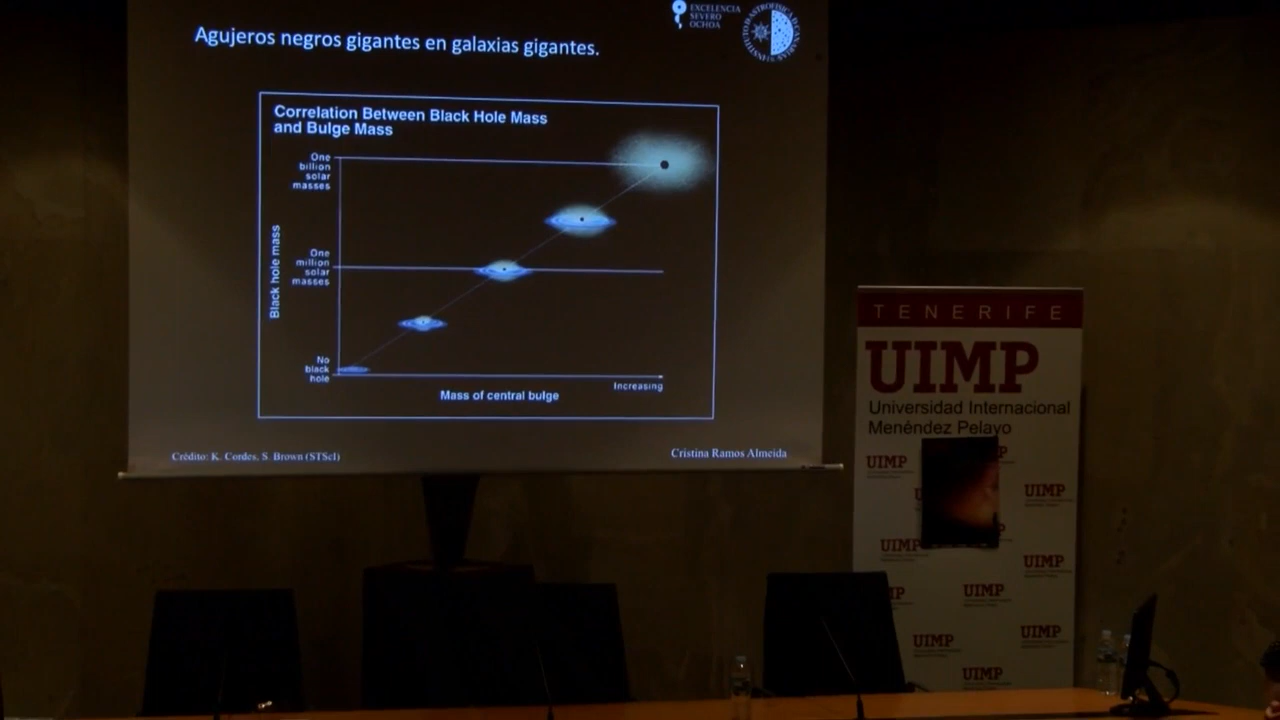 EXCELENCIA
SEVERO
OCHOA
Agujeros negros gigantes en galaxias gigantes.
Correlation Between Black Hole Mass
and Bulge Mass
One
billion
solar
masses
Black hole mass
One
million
solar
masses
No
black
hole
Increasing
Mass of central bulge
Crédito: K. Cordes, S. Brown (STScI)
Cristina Ramos Almeida
TENERIFE
UIMP
Universidad Internacional
Menéndez Pelayo
UIMP
UIMP
UIMP
UIMP
UIMP
UIMP
UIMP
UIMP